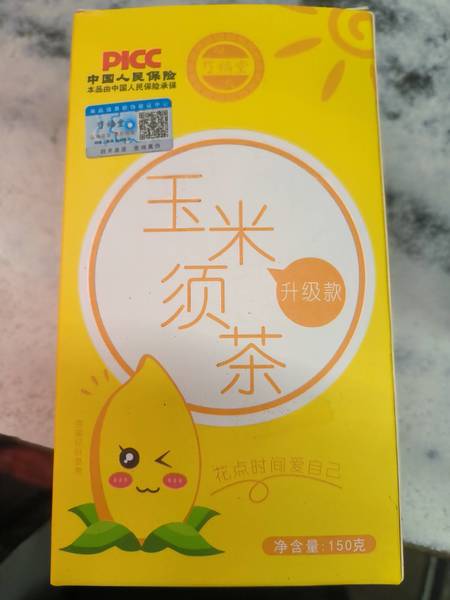 PICC
中国人民保险
本品由中国人民保险承保
玉米
须
茶
升级款
花点时间爱自己
净含量:150克